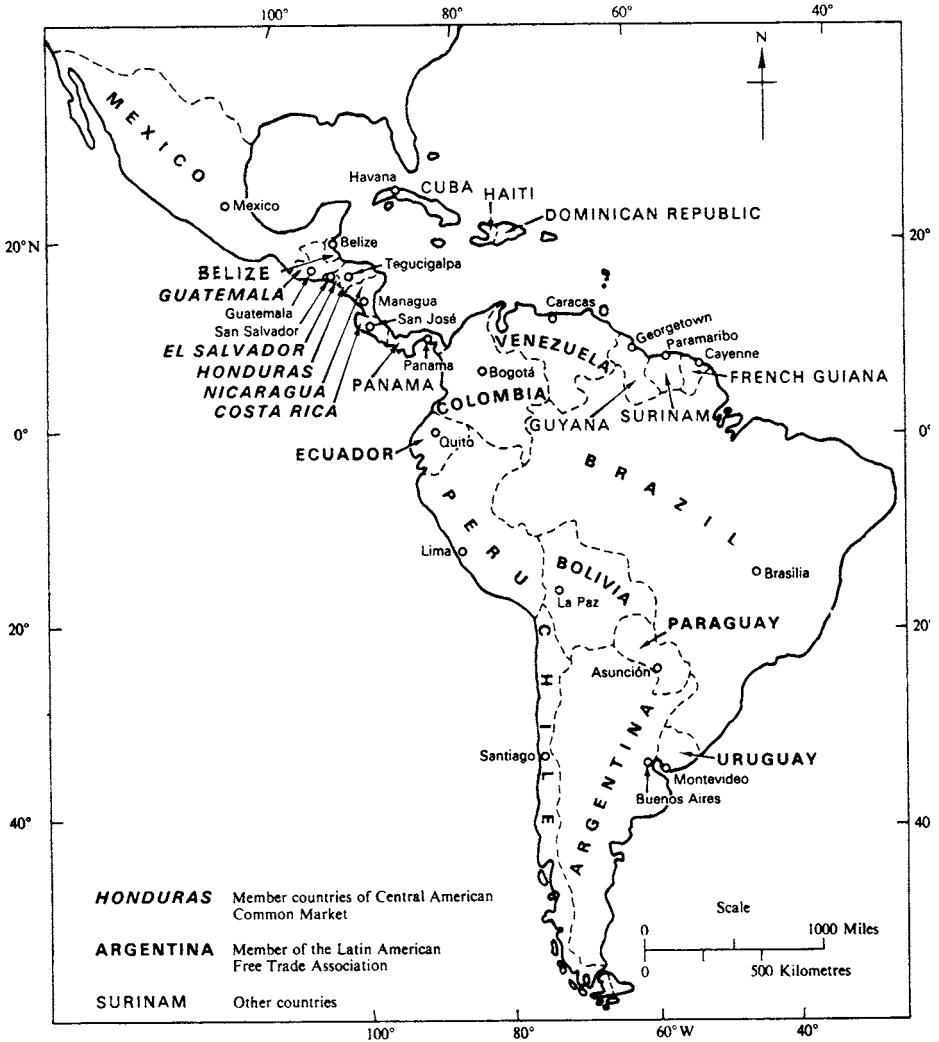 100°
80°
60°
40°
N
MEXICO
Havana
CUBA
HAITI
Mexico
DOMINICAN REPUBLIC
20°N
20°
Belize
BELIZE
Tegucigalpa
GUATEMALA
Guatemala
Managua
Caracas
San Salvador
San José
Georgetown
EL SALVADOR
VENEZUELA
Paramaribo
HONDURAS
Panama
Cayenne
NICARAGUA
PANAMA
Bogotá
FRENCH GUIANA
COSTA RICA
COLOMBIA
SURINAM
GUYANA
0°
0°
Quito
ECUADOR
BRAZIL
PERU
Lima
BOLIVIA
Brasilia
La Paz
20°
20°
PARAGUAY
CHILE
Asunción
ARGENTINA
Santiago
URUGUAY
Montevideo
Buenos Aires
40°
40
HONDURAS Member countries of Central American
Common Market
Scale
0 1000 Miles
ARGENTINA Member of the Latin American
Free Trade Association
0 500 Kilometres
SURINAM Other countries
100°
80°
60°W
40°